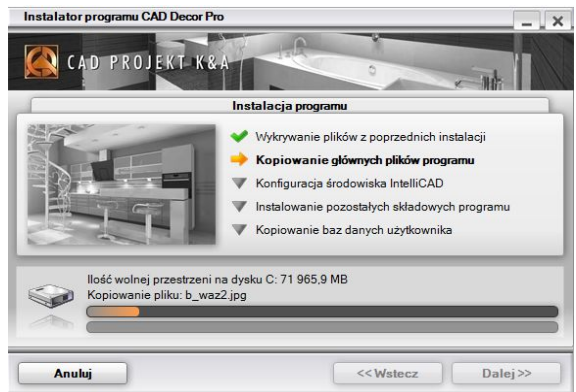 Instalator programu CAD Decor Pro
CAD PROJEKT K&A
Instalacja programu
Wykrywanie plików z poprzednich instalacji
Kopiowanie głównych plików programu
Konfiguracja środowiska IntelliCAD
Instalowanie pozostałych składowych programu
Kopiowanie baz danych użytkownika
Ilość wolnej przestrzeni na dysku C: 71 965,9 MB
Kopiowanie pliku: b_waz2.jpg
Anuluj
<<Wstecz
Dalej >>